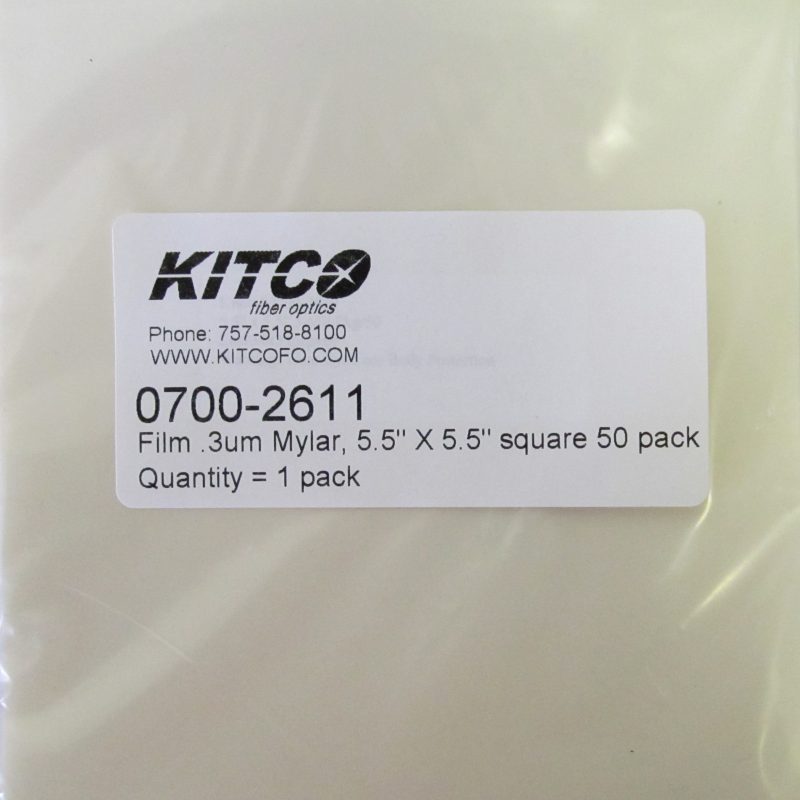 KITCO
fiber optics
Phone: 757-518-8100
WWW.KITCOFO.COM
0700-2611
Film .3um Mylar, 5.5" X 5.5" square 50 pack
Quantity = 1 pack